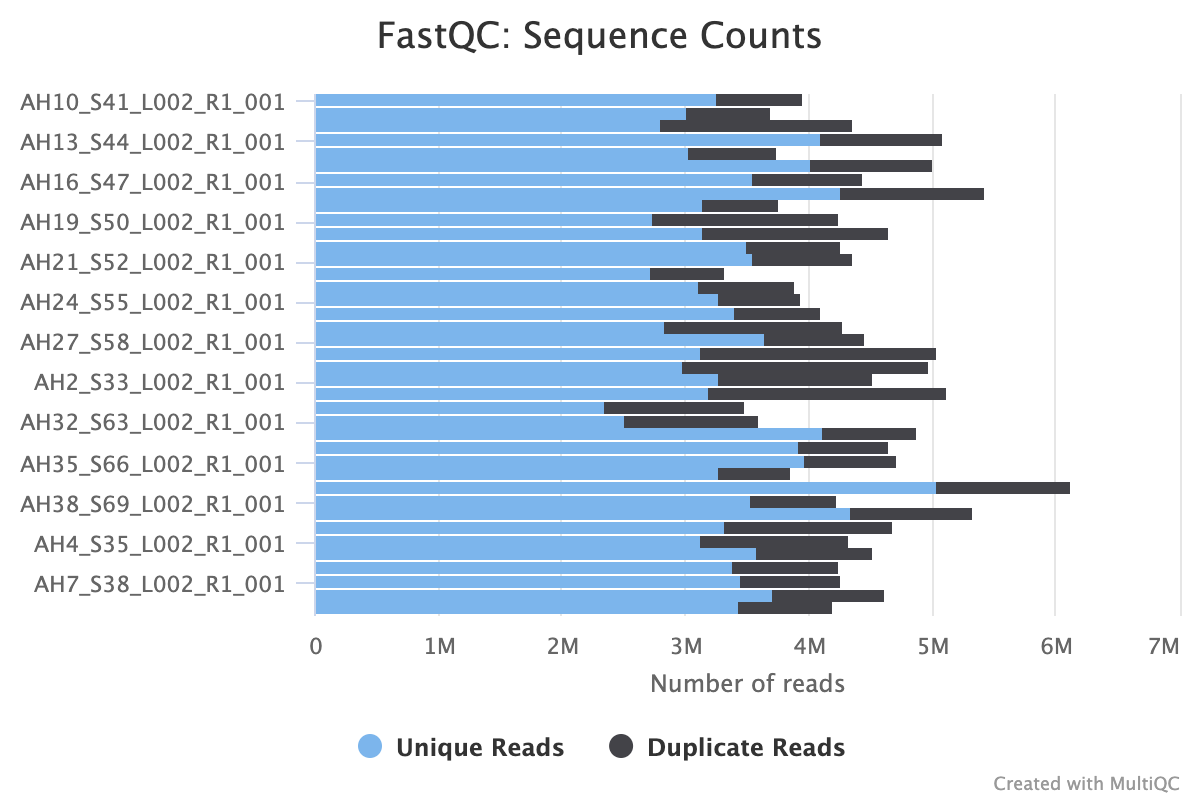 FastQC: Sequence Counts
AH10_S41_L002_R1_001
AH13_S44_L002_R1_001
AH16_S47_L002_R1_001
AH19_S50_L002_R1_001
AH21_S52_L002_R1_001
AH24_S55_L002_R1_001
AH27_S58_L002_R1_001
AH2_S33_L002_R1_001
AH32_S63_L002_R1_001
AH35_S66_L002_R1_001
AH38_S69_L002_R1_001
AH4_S35_L002_R1_001
AH7_S38_L002_R1_001
0 1M 2M 3M 4M 5M 6M 7M
Number of reads
Unique Reads Duplicate Reads
Created with MultiQC